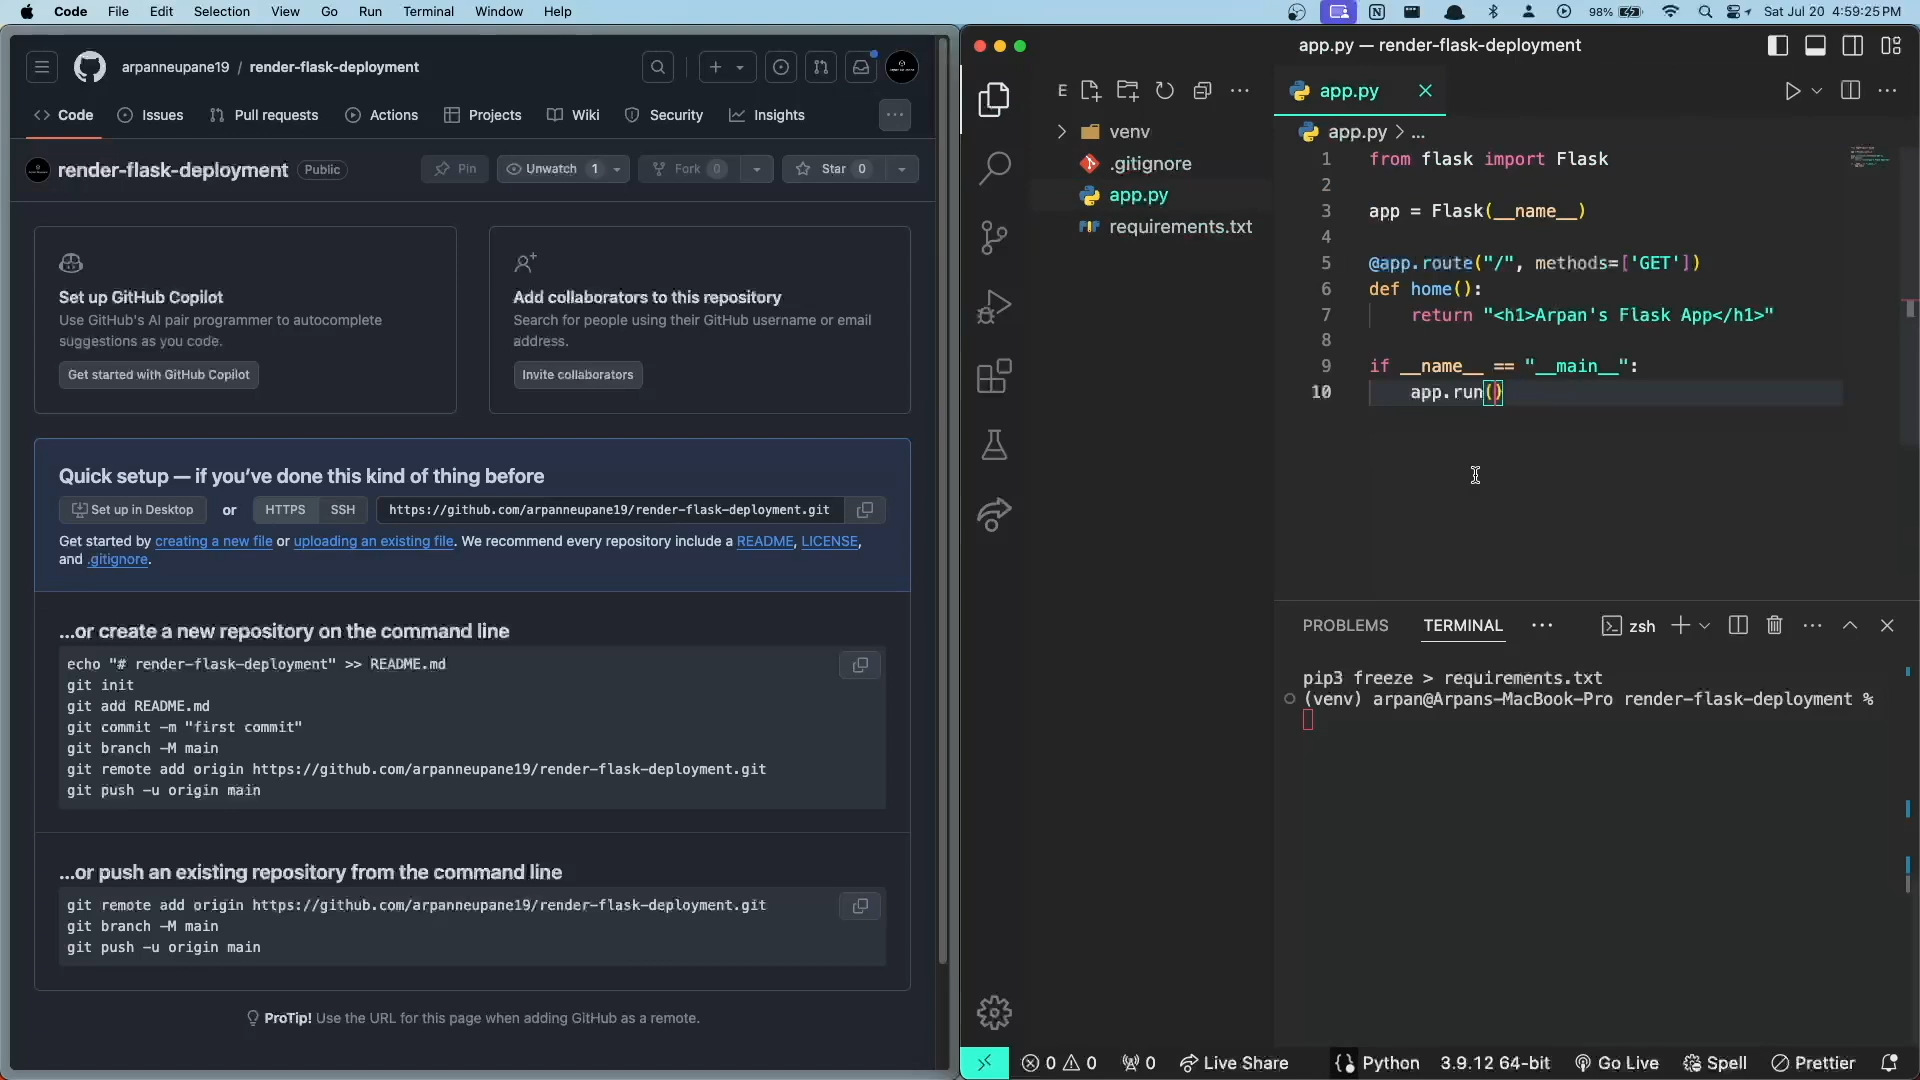 Code File Edit Selection View Go Run Terminal Window Help
98% Sat Jul 20 4:59:25 PM
arpanneupane19 / render-flask-deployment
Code Issues Pull requests Actions Projects Wiki Security Insights
render-flask-deployment Public Pin Unwatch 1 Fork 0 Star 0
Set up GitHub Copilot
Use GitHub's AI pair programmer to autocomplete
suggestions as you code.
Get started with GitHub Copilot
Add collaborators to this repository
Search for people using their GitHub username or email
address.
Invite collaborators
Quick setup — if you've done this kind of thing before
Set up in Desktop or HTTPS SSH https://github.com/arpanneupane19/render-flask-deployment.git
Get started by creating a new file or uploading an existing file. We recommend every repository include a README, LICENSE,
and .gitignore.
...or create a new repository on the command line
echo "# render-flask-deployment" >> README.md
git init
git add README.md
git commit -m "first commit"
git branch -M main
git remote add origin https://github.com/arpanneupane19/render-flask-deployment.git
git push -u origin main
...or push an existing repository from the command line
git remote add origin https://github.com/arpanneupane19/render-flask-deployment.git
git branch -M main
git push -u origin main
ProTip! Use the URL for this page when adding GitHub as a remote.
app.py — render-flask-deployment
E
venv
.gitignore
app.py
requirements.txt
app.py
app.py > ...
1 from flask import Flask
2
3 app = Flask(__name__)
4
5 @app.route("/", methods=['GET'])
6 def home():
7 return "<h1>Arpan's Flask App</h1>"
8
9 if __name__ == "__main__":
10 app.run()
PROBLEMS TERMINAL ... zsh
pip3 freeze > requirements.txt
(venv) arpan@Arpans-MacBook-Pro render-flask-deployment %
0 0 0 Live Share Python 3.9.12 64-bit Go Live Spell Prettier